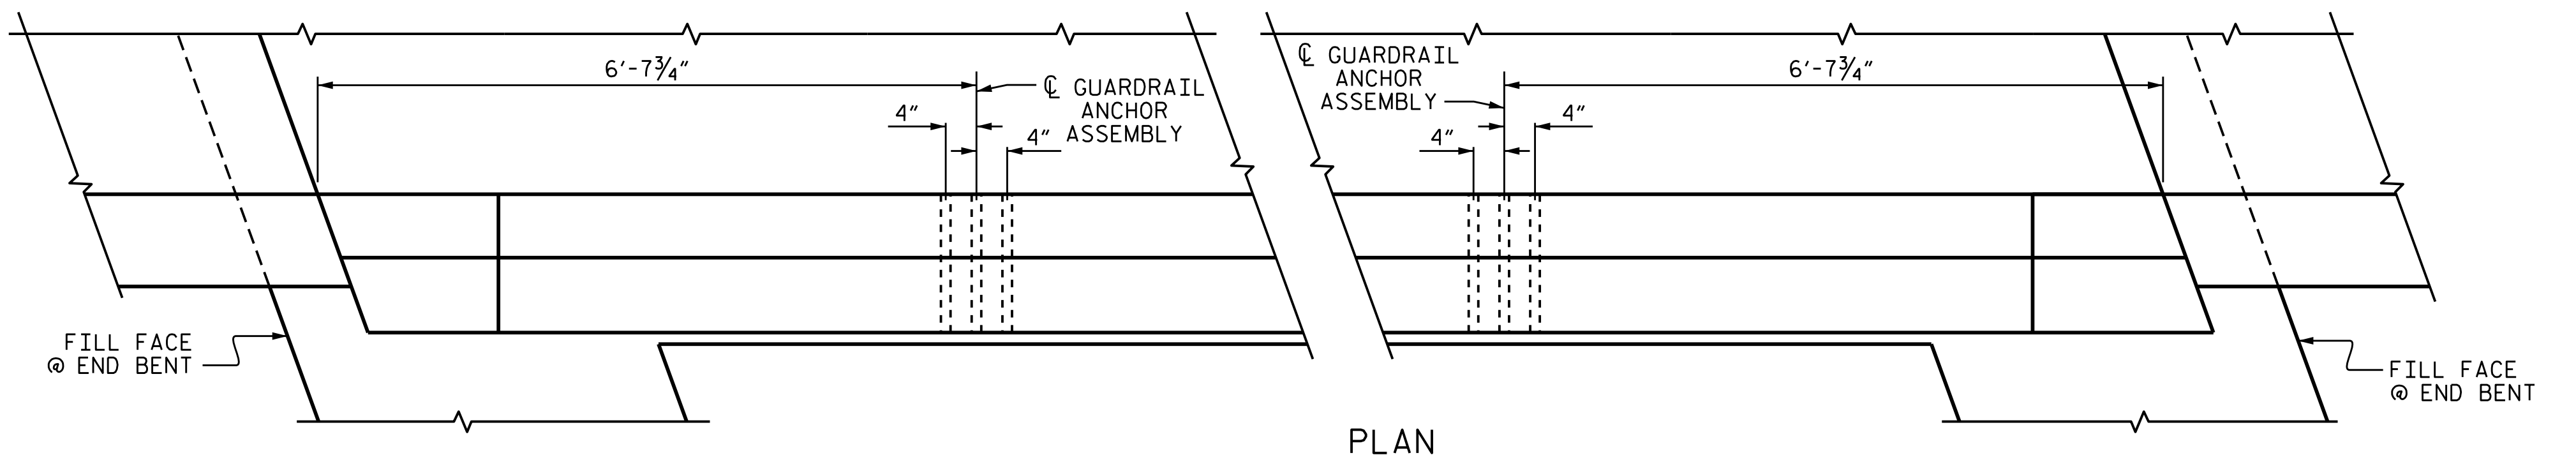 6'-7¾"
℄ GUARDRAIL
ANCHOR
ASSEMBLY
4"
4"
℄ GUARDRAIL
ANCHOR
ASSEMBLY
6'-7¾"
4"
4"
FILL FACE
@ END BENT
FILL FACE
@ END BENT
PLAN